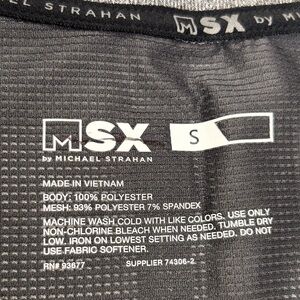 AEL STRAHAN MSX by MICHAEL
MSX S
by MICHAEL STRAHAN
MADE IN VIETNAM
BODY: 100% POLYESTER
MESH: 93% POLYESTER 7% SPANDEX
MACHINE WASH COLD WITH LIKE COLORS. USE ONLY
NON-CHLORINE BLEACH WHEN NEEDED. TUMBLE DRY
LOW. IRON ON LOWEST SETTING AS NEEDED. DO NOT
USE FABRIC SOFTENER.
RN# 93677 SUPPLIER 74306-2